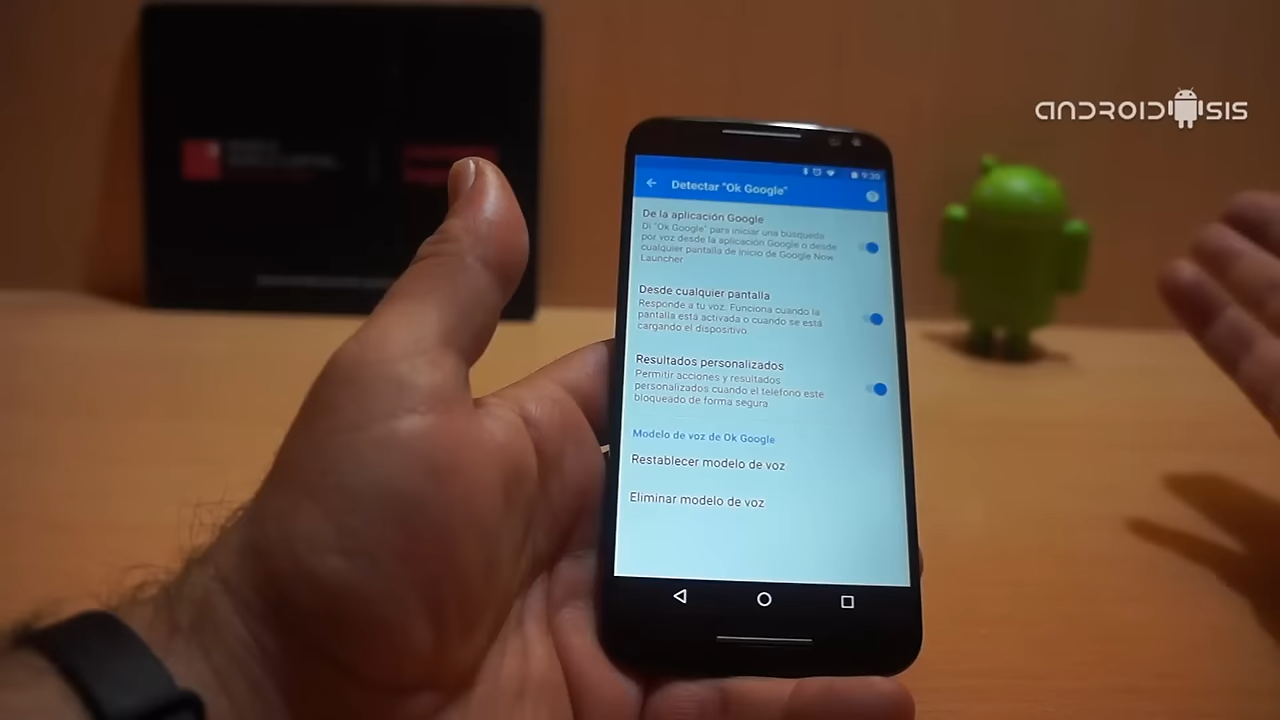 ANDROIDSIS
9:30
Detectar "Ok Google"
De la aplicación Google
Di "Ok Google" para iniciar una búsqueda
por voz desde la aplicación Google o desde
cualquier pantalla de inicio de Google Now
Launcher
Desde cualquier pantalla
Responde a tu voz. Funciona cuando la
pantalla está activada o cuando se está
cargando el dispositivo.
Resultados personalizados
Permitir acciones y resultados
personalizados cuando el teléfono esté
bloqueado de forma segura
Modelo de voz de Ok Google
Restablecer modelo de voz
Eliminar modelo de voz